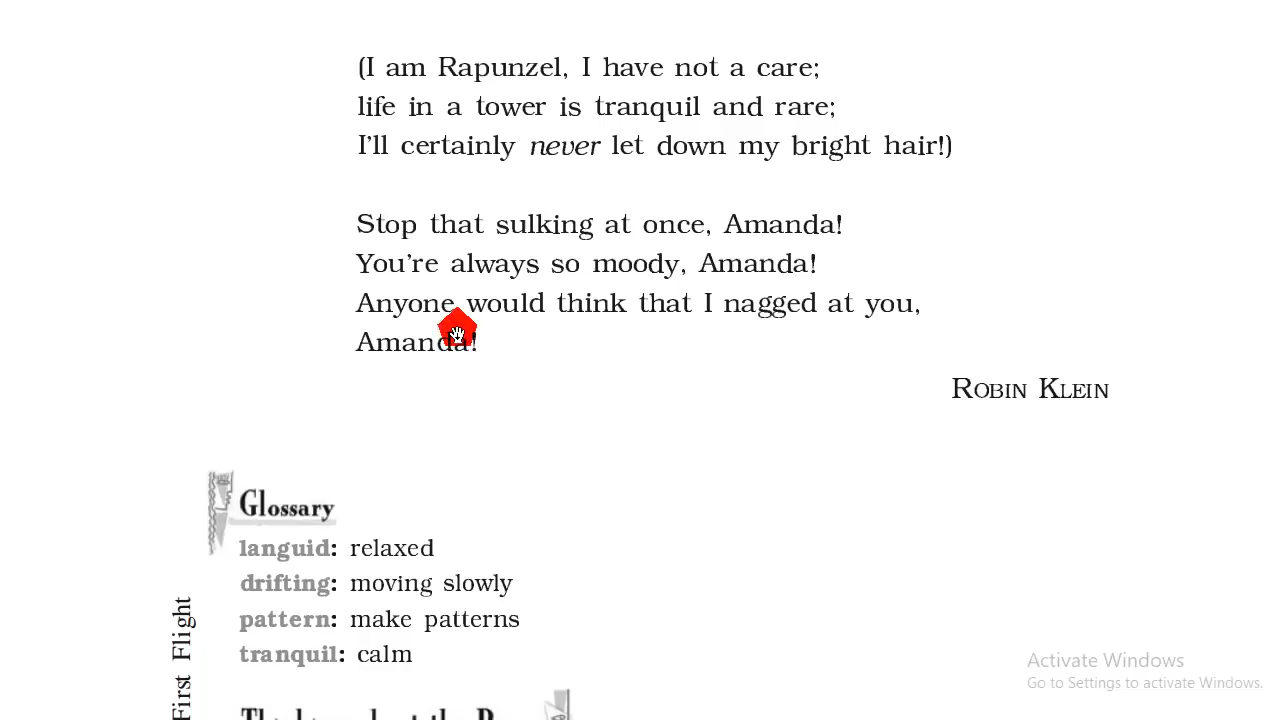 (I am Rapunzel, I have not a care;
life in a tower is tranquil and rare;
I'll certainly never let down my bright hair!)
Stop that sulking at once, Amanda!
You're always so moody, Amanda!
Anyone would think that I nagged at you,
Amanda!
ROBIN KLEIN
Glossary
languid: relaxed
drifting: moving slowly
pattern: make patterns
tranquil: calm
First Flight
Activate Windows
Go to Settings to activate Windows.